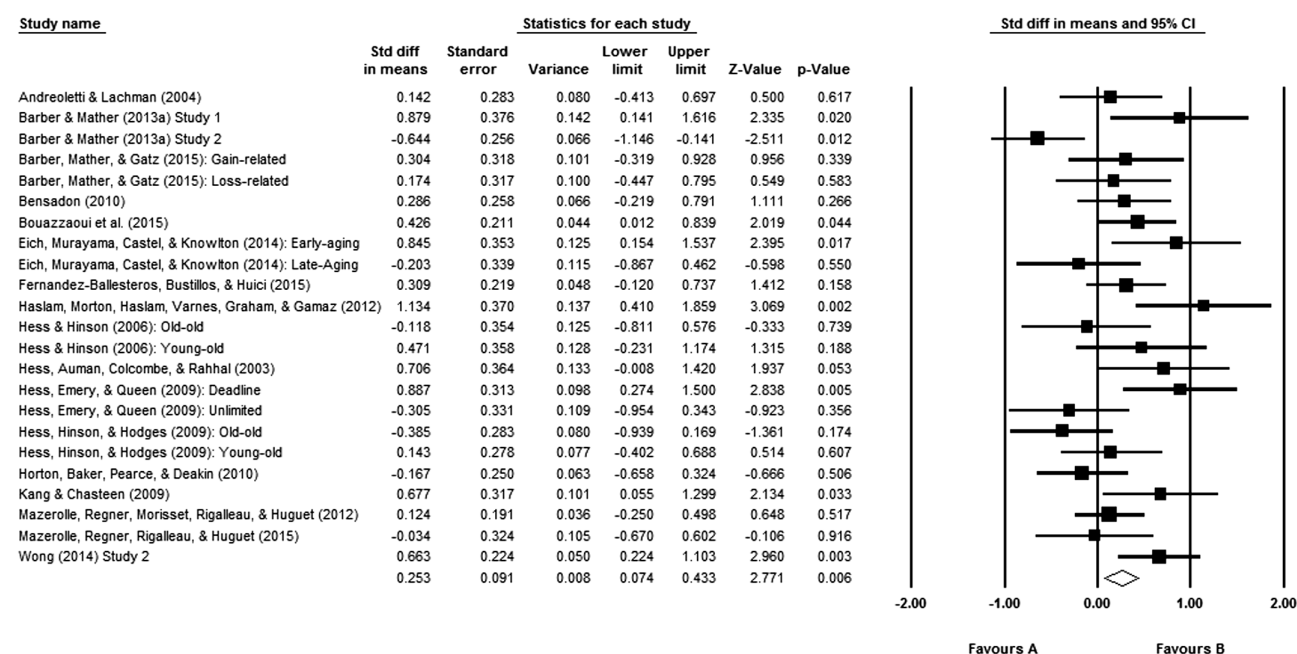 Study name Statistics for each study Std diff in means and 95% CI
Std diff Standard Lower Upper
in means error Variance limit limit Z-Value p-Value
Andreoletti & Lachman (2004) 0.142 0.283 0.080 -0.413 0.697 0.500 0.617
Barber & Mather (2013a) Study 1 0.879 0.376 0.142 0.141 1.616 2.335 0.020
Barber & Mather (2013a) Study 2 -0.644 0.256 0.066 -1.146 -0.141 -2.511 0.012
Barber, Mather, & Gatz (2015): Gain-related 0.304 0.318 0.101 -0.319 0.928 0.956 0.339
Barber, Mather, & Gatz (2015): Loss-related 0.174 0.317 0.100 -0.447 0.795 0.549 0.583
Bensadon (2010) 0.286 0.258 0.066 -0.219 0.791 1.111 0.266
Bouazzaoui et al. (2015) 0.426 0.211 0.044 0.012 0.839 2.019 0.044
Eich, Murayama, Castel, & Knowlton (2014): Early-aging 0.845 0.353 0.125 0.154 1.537 2.395 0.017
Eich, Murayama, Castel, & Knowlton (2014): Late-Aging -0.203 0.339 0.115 -0.867 0.462 -0.598 0.550
Fernandez-Ballesteros, Bustillos, & Huici (2015) 0.309 0.219 0.048 -0.120 0.737 1.412 0.158
Haslam, Morton, Haslam, Varnes, Graham, & Gamaz (2012) 1.134 0.370 0.137 0.410 1.859 3.069 0.002
Hess & Hinson (2006): Old-old -0.118 0.354 0.125 -0.811 0.576 -0.333 0.739
Hess & Hinson (2006): Young-old 0.471 0.358 0.128 -0.231 1.174 1.315 0.188
Hess, Auman, Colcombe, & Rahhal (2003) 0.706 0.364 0.133 -0.008 1.420 1.937 0.053
Hess, Emery, & Queen (2009): Deadline 0.887 0.313 0.098 0.274 1.500 2.838 0.005
Hess, Emery, & Queen (2009): Unlimited -0.305 0.331 0.109 -0.954 0.343 -0.923 0.356
Hess, Hinson, & Hodges (2009): Old-old -0.385 0.283 0.080 -0.939 0.169 -1.361 0.174
Hess, Hinson, & Hodges (2009): Young-old 0.143 0.278 0.077 -0.402 0.688 0.514 0.607
Horton, Baker, Pearce, & Deakin (2010) -0.167 0.250 0.063 -0.658 0.324 -0.666 0.506
Kang & Chasteen (2009) 0.677 0.317 0.101 0.055 1.299 2.134 0.033
Mazerolle, Regner, Morisset, Rigalleau, & Huguet (2012) 0.124 0.191 0.036 -0.250 0.498 0.648 0.517
Mazerolle, Regner, Rigalleau, & Huguet (2015) -0.034 0.324 0.105 -0.670 0.602 -0.106 0.916
Wong (2014) Study 2 0.663 0.224 0.050 0.224 1.103 2.960 0.003
0.253 0.091 0.008 0.074 0.433 2.771 0.006
-2.00 -1.00 0.00 1.00 2.00
Favours A Favours B